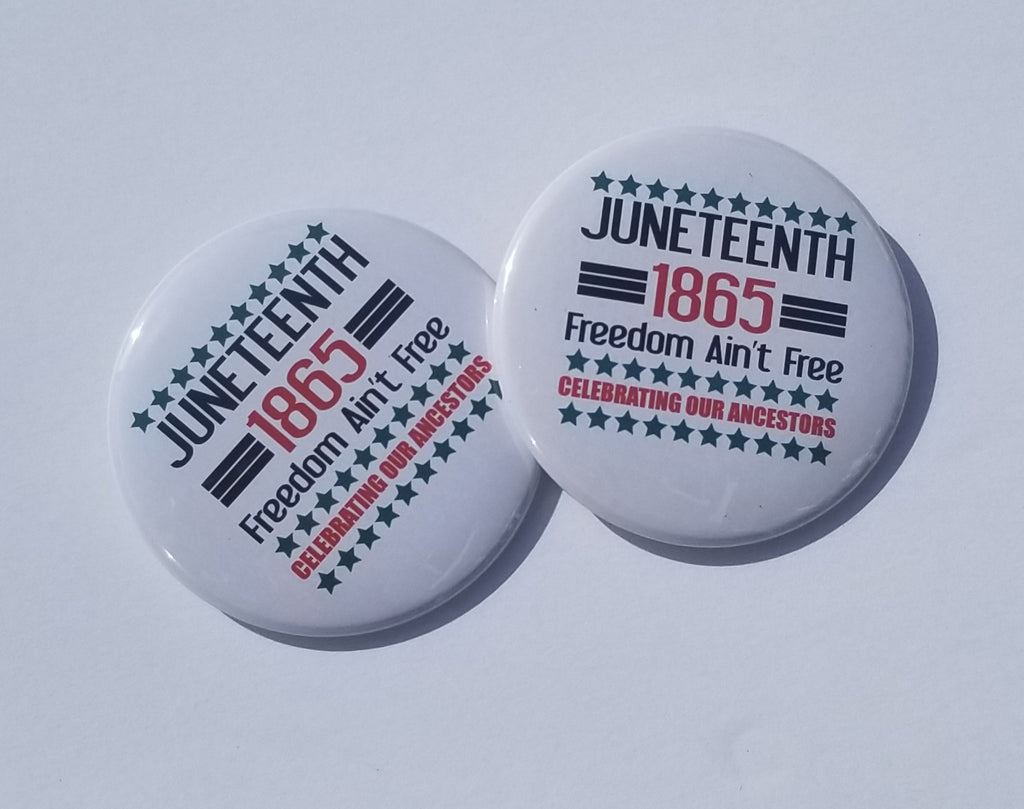 JUNETEENTH
1865
Freedom Ain't Free
CELEBRATING OUR ANCESTORS
JUNETEENTH
1865
Freedom Ain't Free
CELEBRATING OUR ANCESTORS